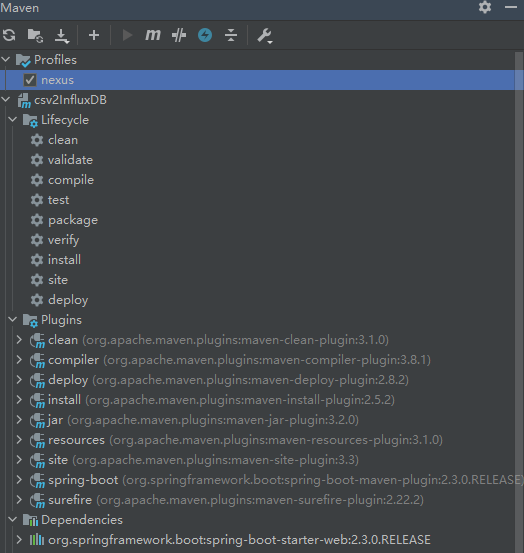 Maven
Profiles
nexus
csv2InfluxDB
Lifecycle
clean
validate
compile
test
package
verify
install
site
deploy
Plugins
clean (org.apache.maven.plugins:maven-clean-plugin:3.1.0)
compiler (org.apache.maven.plugins:maven-compiler-plugin:3.8.1)
deploy (org.apache.maven.plugins:maven-deploy-plugin:2.8.2)
install (org.apache.maven.plugins:maven-install-plugin:2.5.2)
jar (org.apache.maven.plugins:maven-jar-plugin:3.2.0)
resources (org.apache.maven.plugins:maven-resources-plugin:3.1.0)
site (org.apache.maven.plugins:maven-site-plugin:3.3)
spring-boot (org.springframework.boot:spring-boot-maven-plugin:2.3.0.RELEASE)
surefire (org.apache.maven.plugins:maven-surefire-plugin:2.22.2)
Dependencies
org.springframework.boot:spring-boot-starter-web:2.3.0.RELEASE